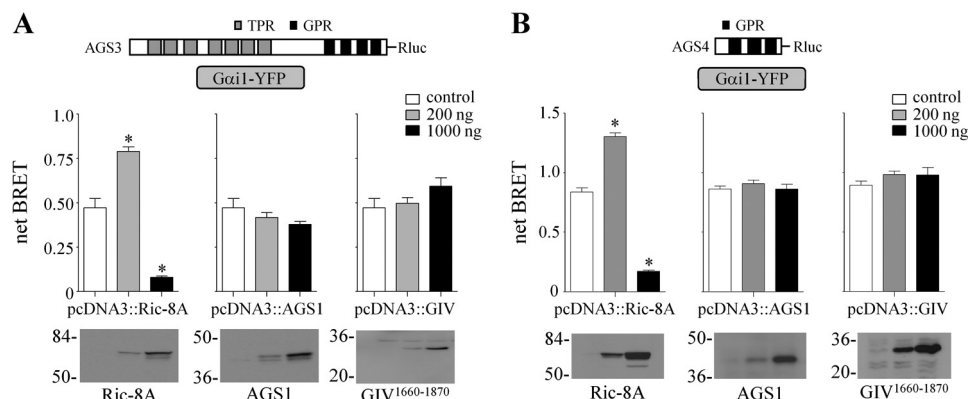 A
TPR GPR
AGS3 Rluc
Gαi1-YFP
control
200 ng
1000 ng
net BRET
1.0
0.75
0.50
0.25
0
* *
pcDNA3::Ric-8A pcDNA3::AGS1 pcDNA3::GIV
84-
50-
50-
36-
36-
20-
Ric-8A AGS1 GIV1660-1870
B
GPR
AGS4 Rluc
Gαi1-YFP
control
200 ng
1000 ng
net BRET
1.5
1.0
0.5
0.0
* *
pcDNA3::Ric-8A pcDNA3::AGS1 pcDNA3::GIV
84-
50-
50-
36-
36-
20-
Ric-8A AGS1 GIV1660-1870